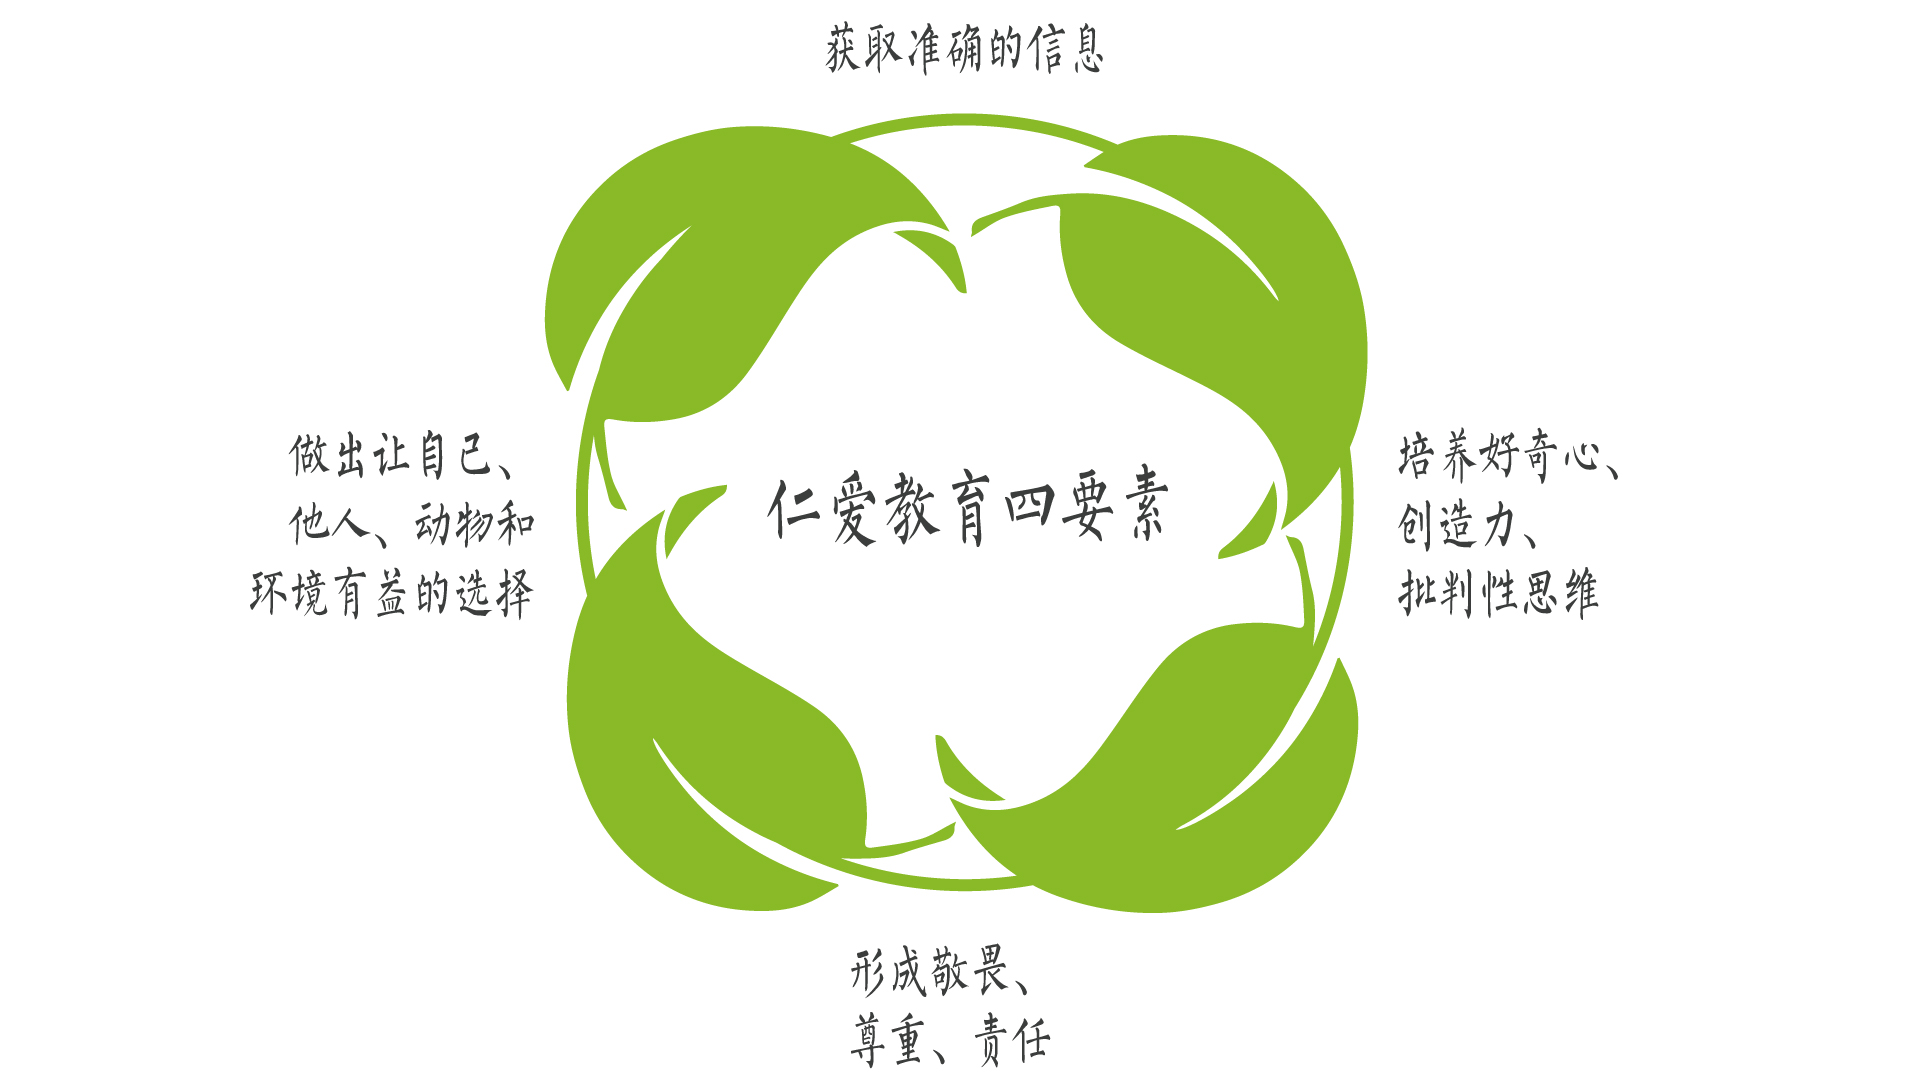 获取准确的信息
做出让自己、
他人、动物和
环境有益的选择
仁爱教育四要素
培养好奇心、
创造力、
批判性思维
形成敬畏、
尊重、责任